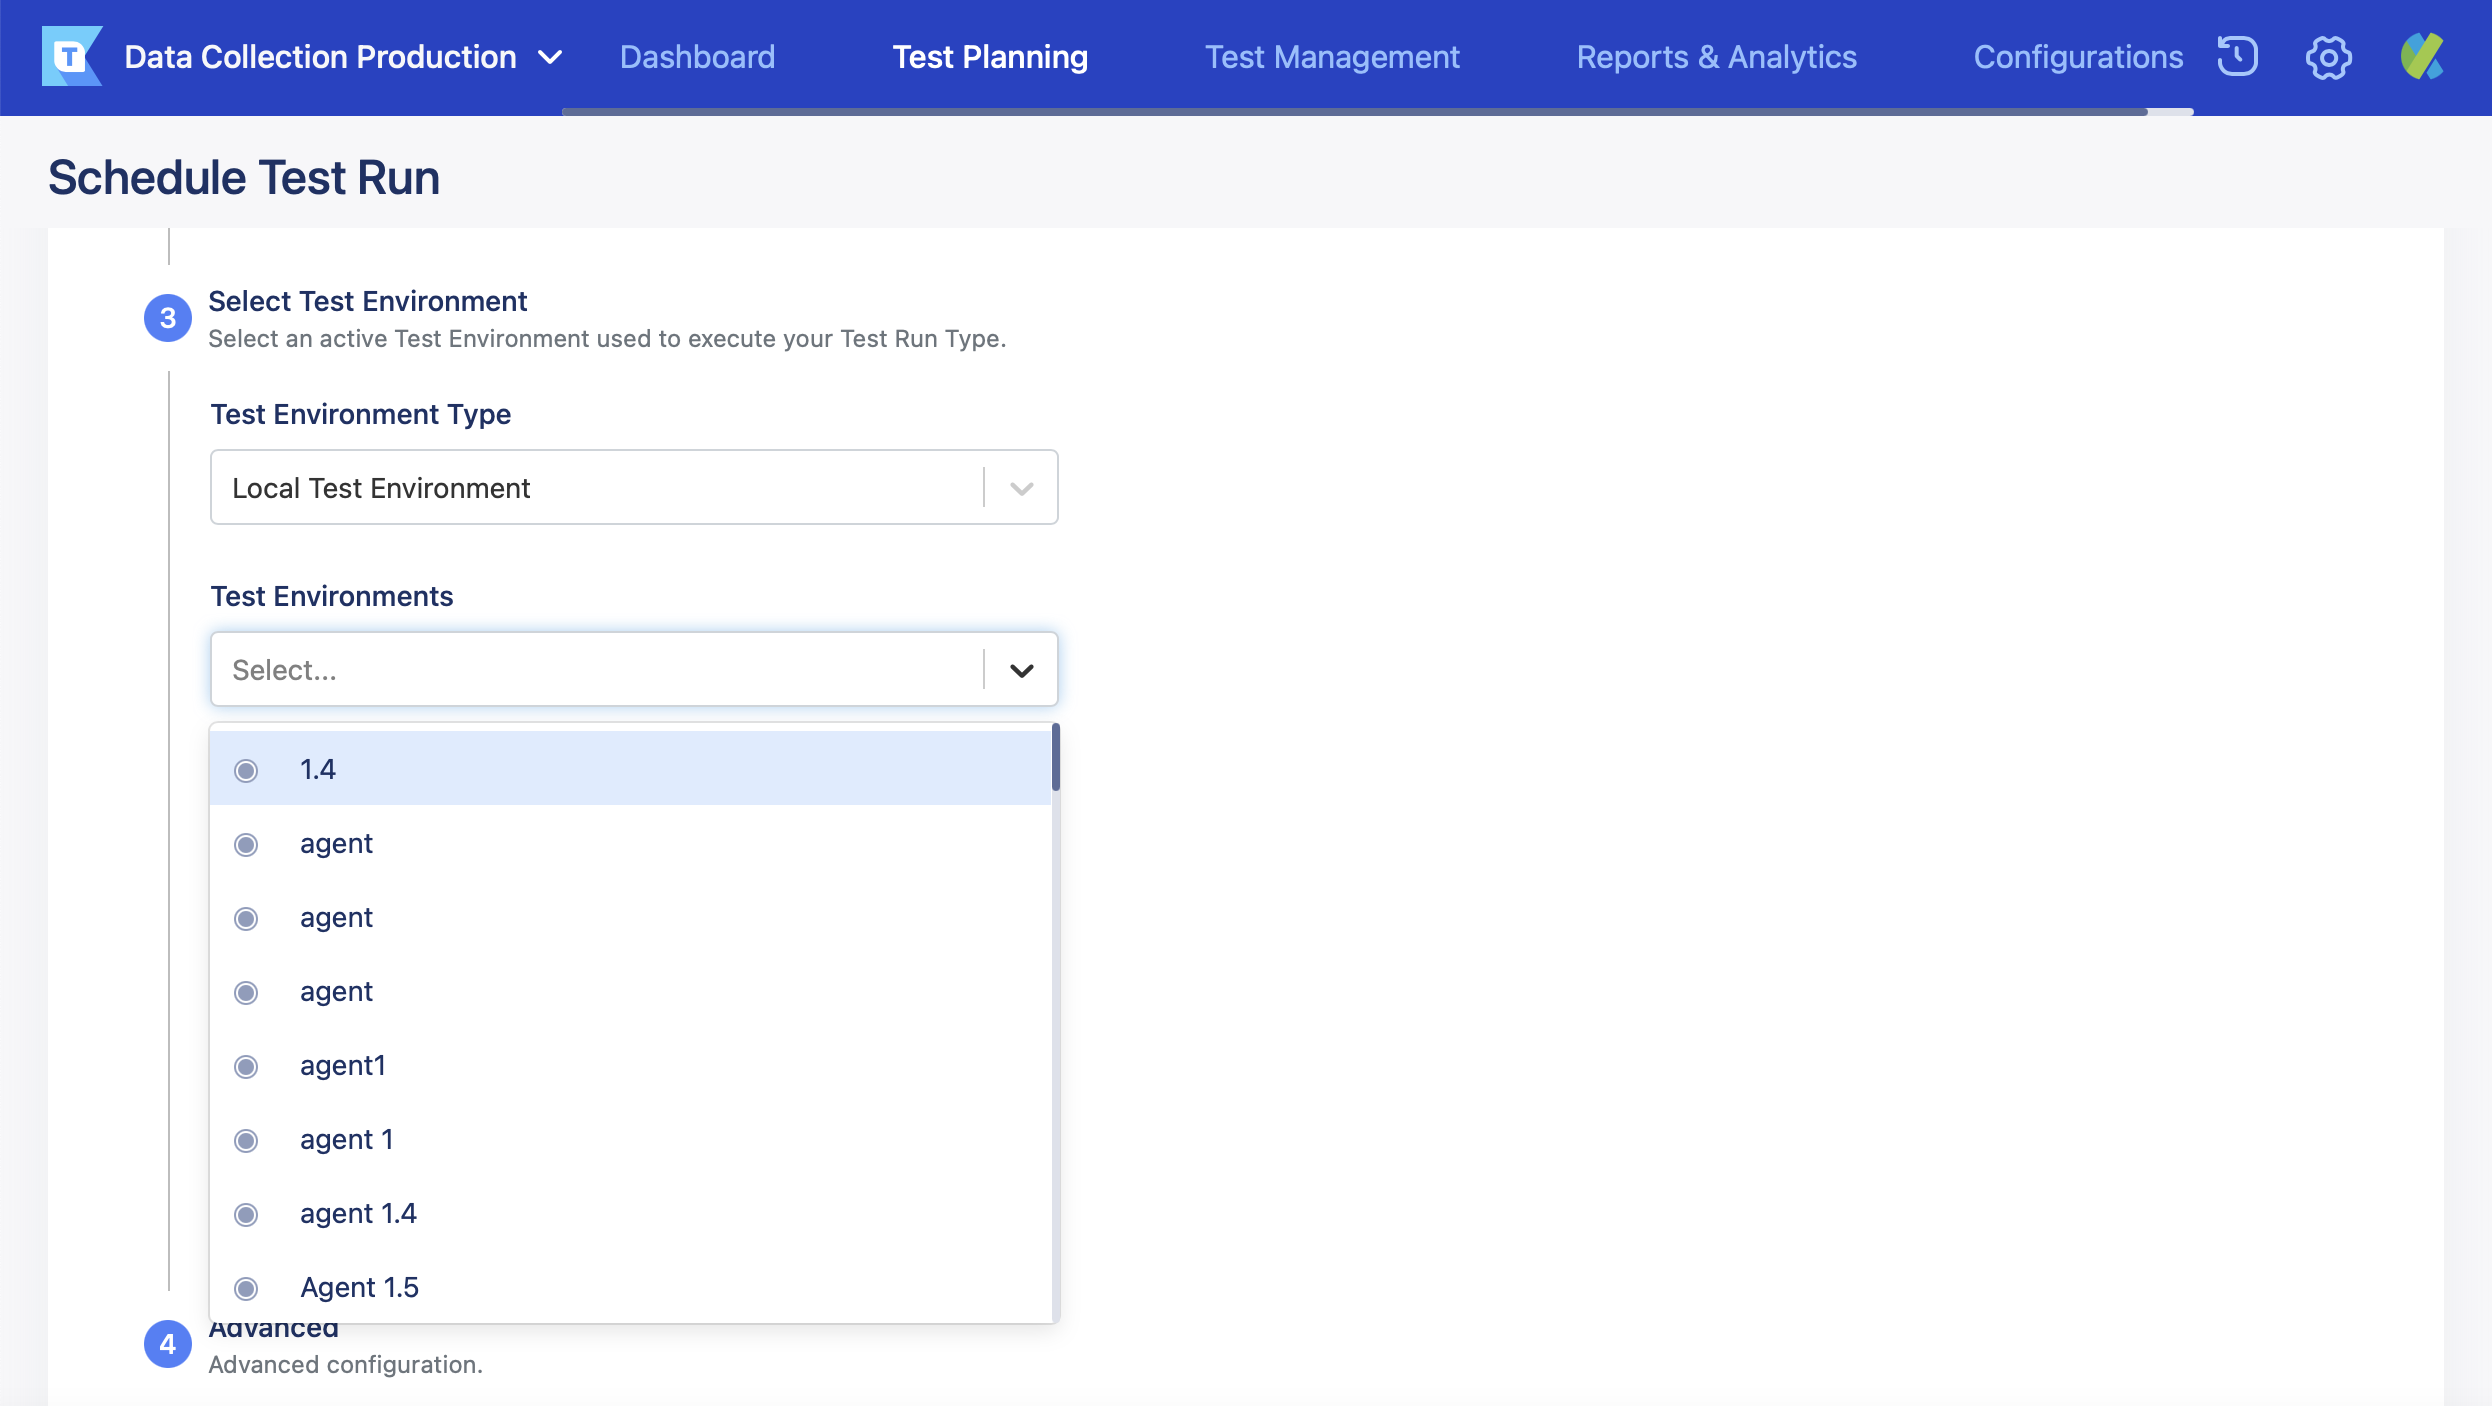 T Data Collection Production Dashboard Test Planning Test Management Reports & Analytics Configurations
Schedule Test Run
3 Select Test Environment
Select an active Test Environment used to execute your Test Run Type.
Test Environment Type
Local Test Environment
Test Environments
Select...
1.4
agent
agent
agent
agent1
agent 1
agent 1.4
Agent 1.5
4 Advanced
Advanced configuration.